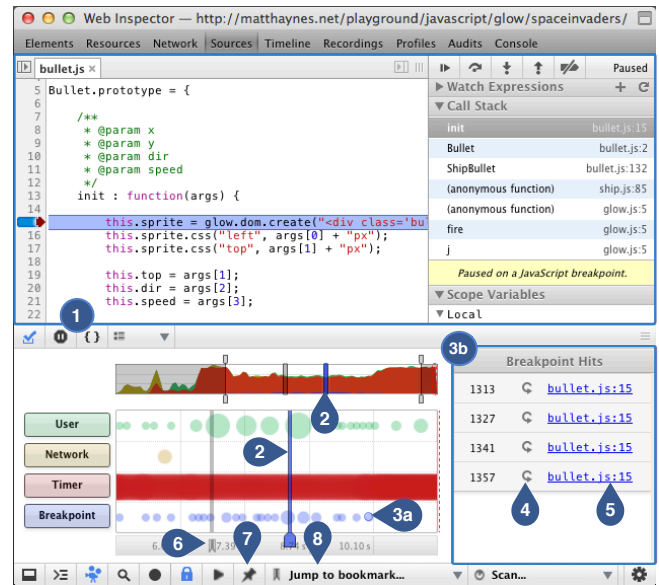 Web Inspector — http://matthaynes.net/playground/javascript/glow/spaceinvaders/
Elements Resources Network Sources Timeline Recordings Profiles Audits Console
bullet.js × Paused
5 Bullet.prototype = {
6
7 /**
8 * @param x
9 * @param y
10 * @param dir
11 * @param speed
12 */
13 init : function(args) {
14
this.sprite = glow.dom.create("<div class='bul
16 this.sprite.css("left", args[0] + "px");
17 this.sprite.css("top", args[1] + "px");
18
19 this.top = args[1];
20 this.dir = args[2];
21 this.speed = args[3];
22
Watch Expressions
Call Stack
init bullet.js:15
Bullet bullet.js:2
ShipBullet bullet.js:132
(anonymous function) ship.js:85
(anonymous function) glow.js:5
fire glow.js:5
j glow.js:5
Paused on a JavaScript breakpoint.
Scope Variables
Local
1
{ }
2
User
Network
Timer
Breakpoint
2
3a
6
7.39
10.10 s
7
8
3b
Breakpoint Hits
1313 bullet.js:15
1327 bullet.js:15
1341 bullet.js:15
1357 bullet.js:15
4
5
Jump to bookmark...
Scan...